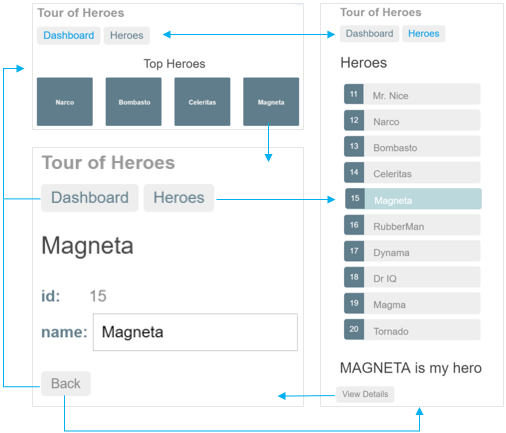 Tour of Heroes
Dashboard Heroes
Top Heroes
Narco Bombasto Celeritas Magneta
Tour of Heroes
Dashboard Heroes
Magneta
id: 15
name: Magneta
Back
Tour of Heroes
Dashboard Heroes
Heroes
11 Mr. Nice
12 Narco
13 Bombasto
14 Celeritas
15 Magneta
16 RubberMan
17 Dynama
18 Dr IQ
19 Magma
20 Tornado
MAGNETA is my hero
View Details